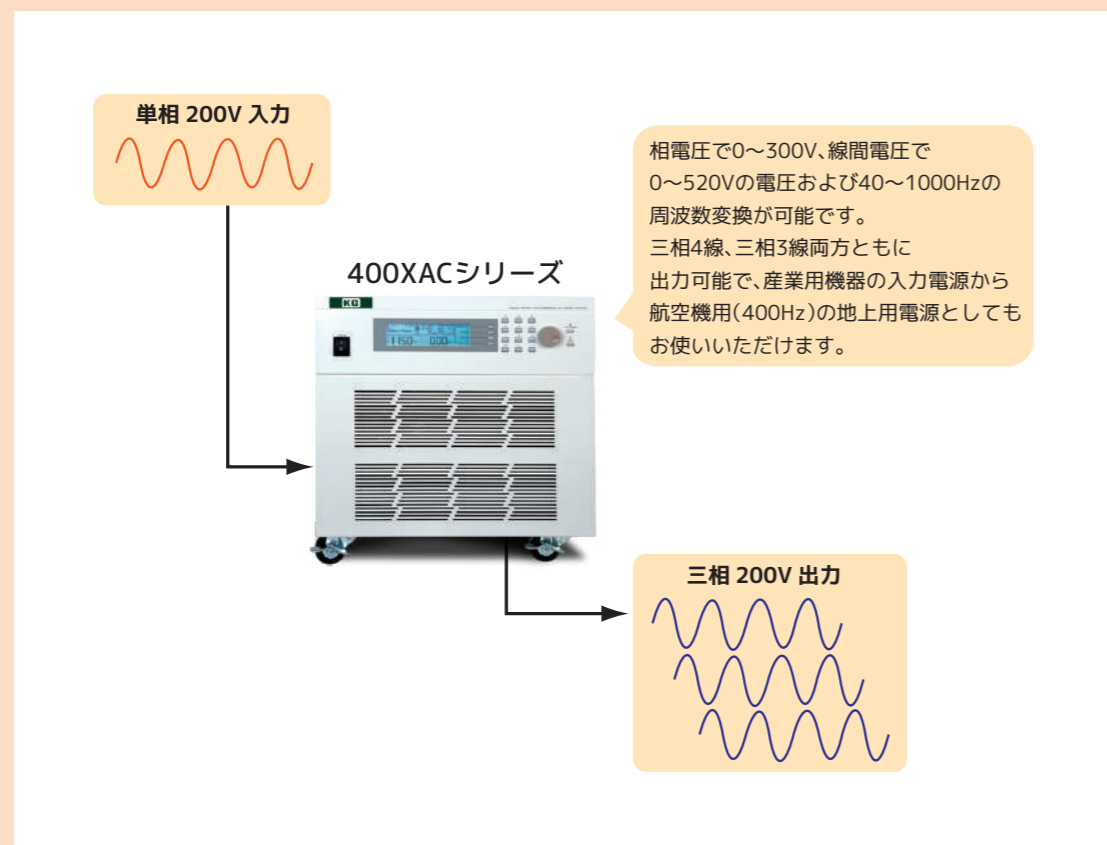 単相 200V 入力
相電圧で0～300V、線間電圧で
0～520Vの電圧および40～1000Hzの
周波数変換が可能です。
三相4線、三相3線両方ともに
出力可能で、産業用機器の入力電源から
航空機用(400Hz)の地上用電源としても
お使いいただけます。
400XACシリーズ
KG
三相 200V 出力